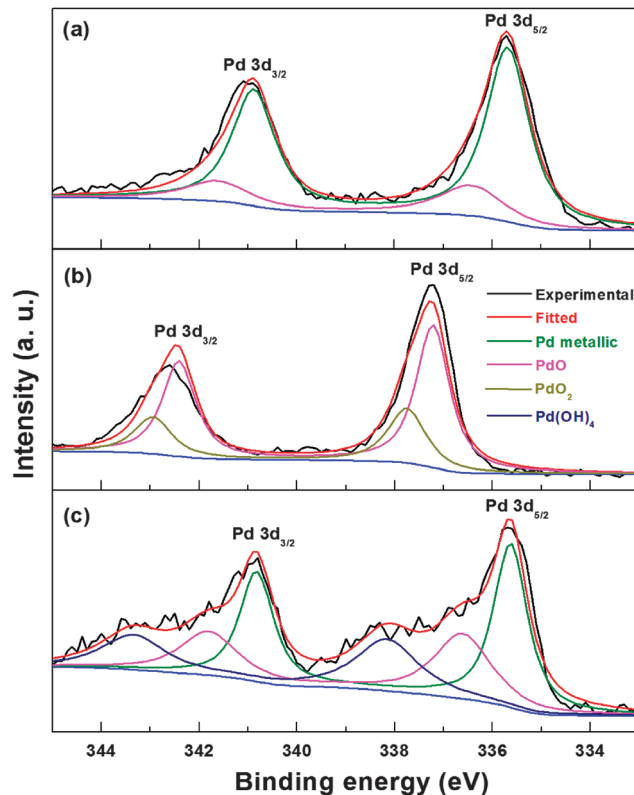 (a)
Pd 3d3/2
Pd 3d5/2
(b)
Pd 3d3/2
Pd 3d5/2
Experimental
Fitted
Pd metallic
PdO
PdO2
Pd(OH)4
(c)
Pd 3d3/2
Pd 3d5/2
344 342 340 338 336 334
Binding energy (eV)
Intensity (a. u.)